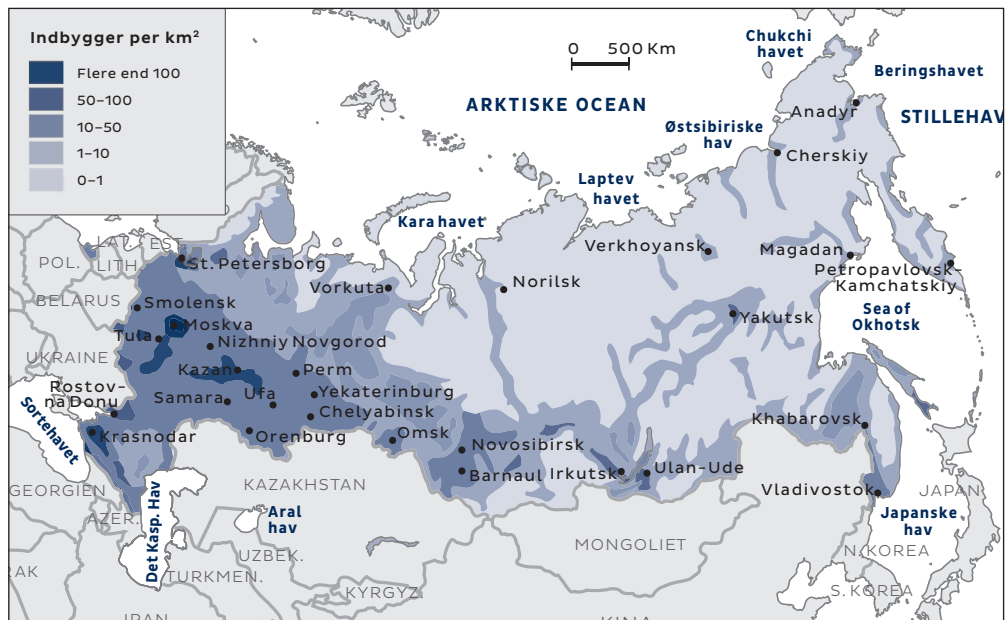 Indbygger per km²
Flere end 100
50–100
10–50
1–10
0–1
0 500 Km
Chukchi
havet
Beringshavet
ARKTISKE OCEAN
STILLEHAV
Anadyr
Østsibiriske
hav
Cherskiy
Laptev
havet
Kara havet
Verkhoyansk
Magadan
Petropavlovsk-
Kamchatskiy
Norilsk
Vorkuta
Yakutsk
Sea of
Okhotsk
EST.
LAT.
LITH.
POL.
St. Petersborg
BELARUS
Smolensk
Moskva
Tula
Nizhniy Novgorod
UKRAINE
Kazan
Perm
Rostov-
na Donu
Samara
Ufa
Yekaterinburg
Chelyabinsk
Sortehavet
Krasnodar
Orenburg
Omsk
Novosibirsk
Barnaul
Irkutsk
Ulan-Ude
Khabarovsk
Vladivostok
GEORGIEN
KAZAKHSTAN
JAPAN
Japanske
hav
AZER.
Det Kasp. Hav
Aral
hav
UZBEK.
MONGOLIET
N. KOREA
S. KOREA
RAK
TURKMEN.
KYRGYZ.
IRAN
KINA